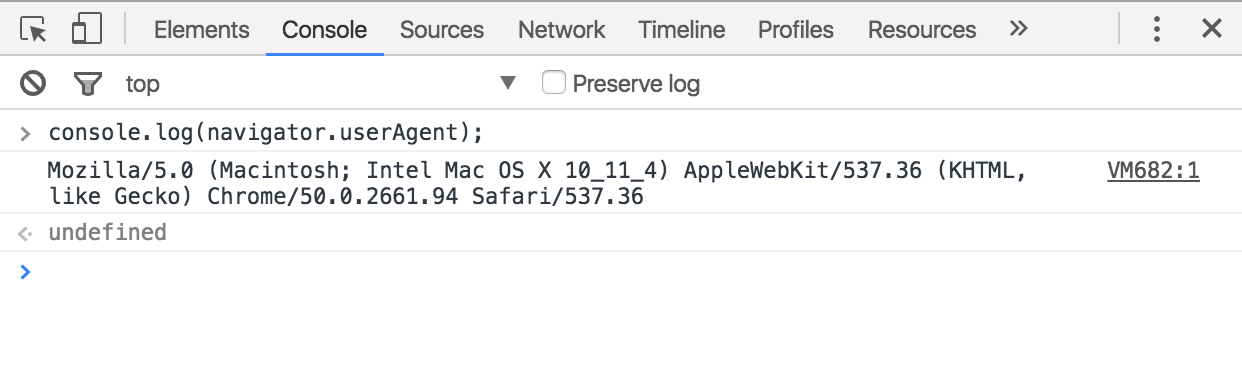 Elements Console Sources Network Timeline Profiles Resources »
top ▼ Preserve log
> console.log(navigator.userAgent);
Mozilla/5.0 (Macintosh; Intel Mac OS X 10_11_4) AppleWebKit/537.36 (KHTML, VM682:1
like Gecko) Chrome/50.0.2661.94 Safari/537.36
undefined
>